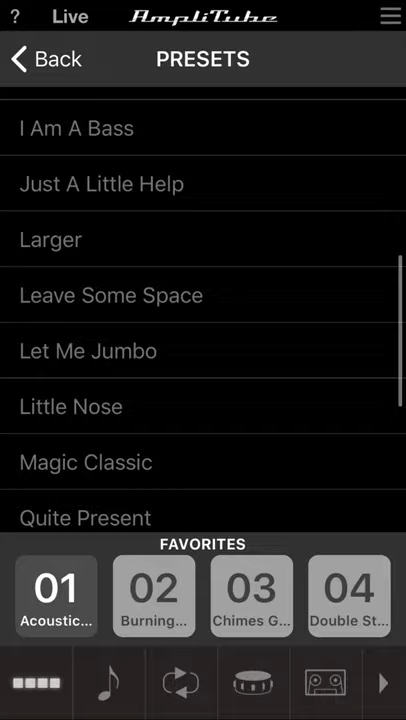 ? Live AmpliTube
Back PRESETS
I Am A Bass
Just A Little Help
Larger
Leave Some Space
Let Me Jumbo
Little Nose
Magic Classic
Quite Present
FAVORITES
01 02 03 04
Acoustic... Burning... Chimes G... Double St...